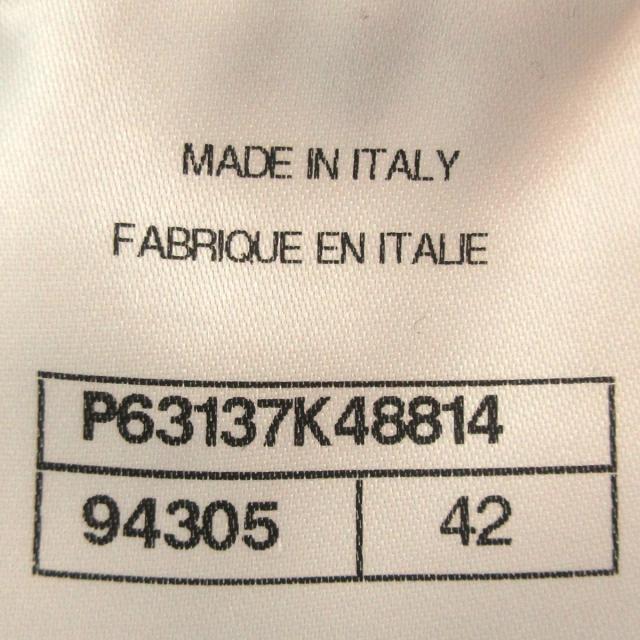 MADE IN ITALY
FABRIQUE EN ITALIE
P63137K48814
94305 42